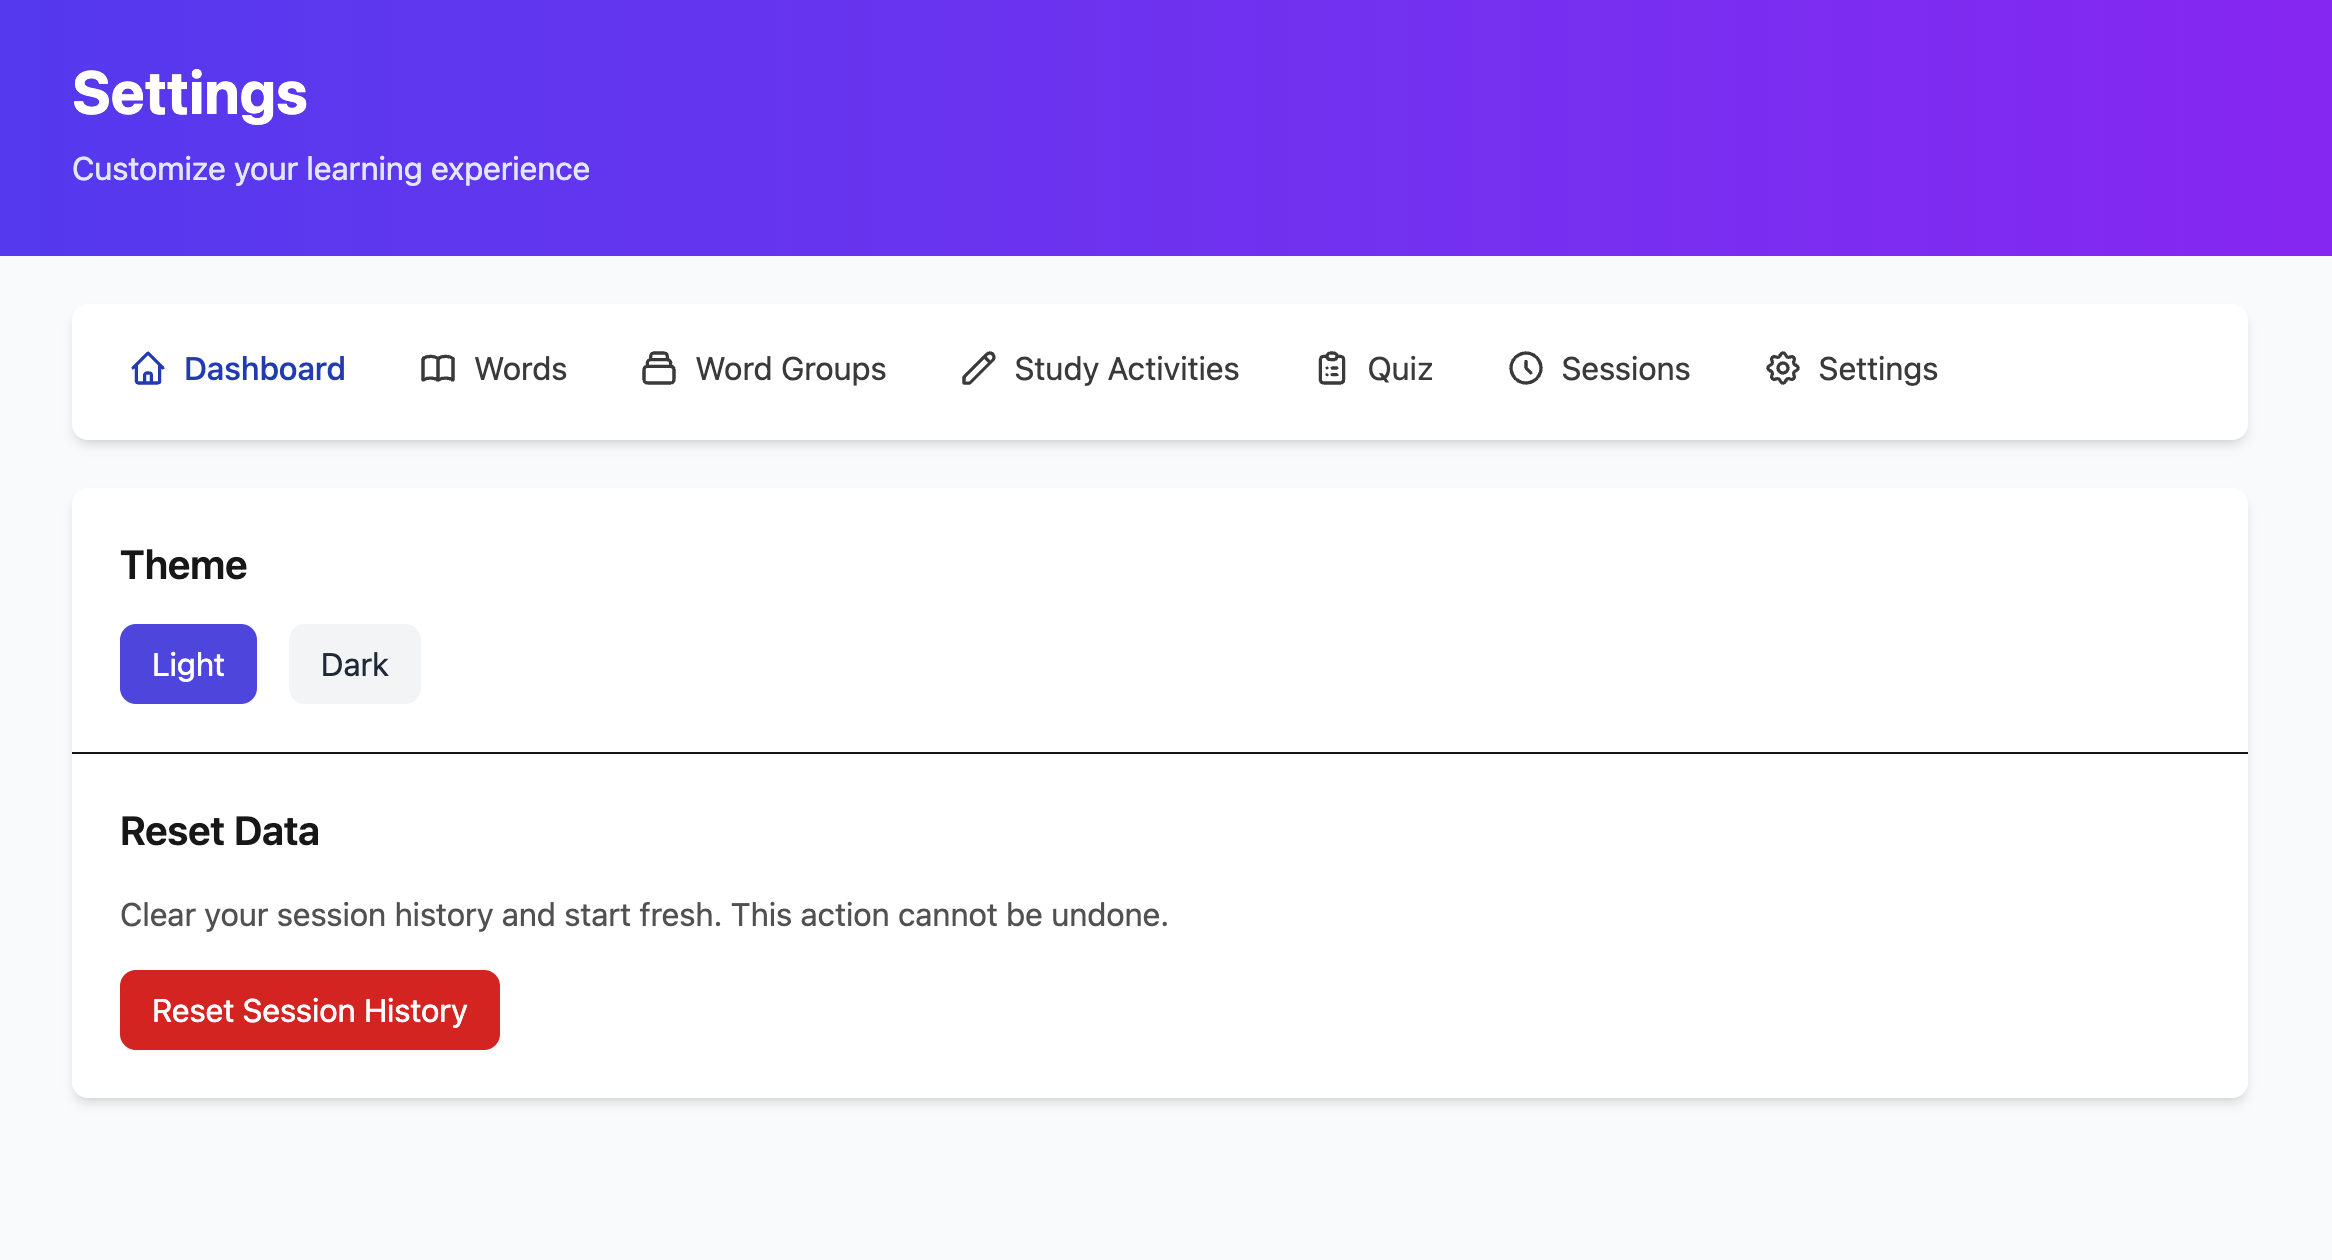 Settings
Customize your learning experience
Dashboard Words Word Groups Study Activities Quiz Sessions Settings
Theme
Light Dark
Reset Data
Clear your session history and start fresh. This action cannot be undone.
Reset Session History